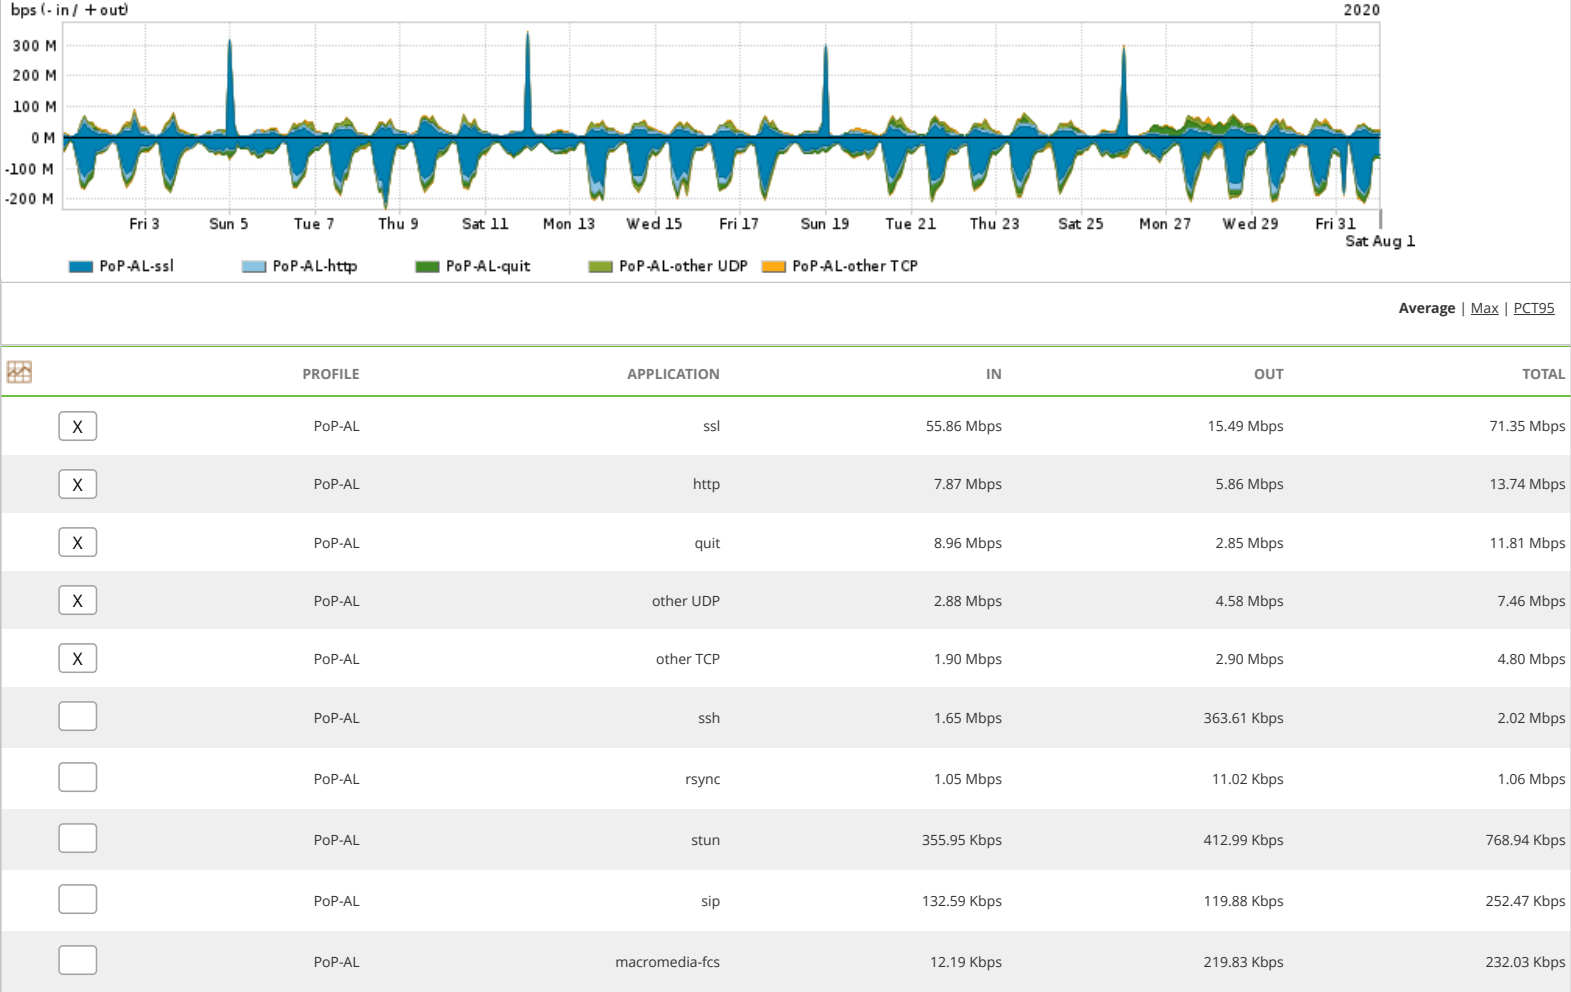 bps (- in / + out) 2020
300 M
200 M
100 M
0 M
-100 M
-200 M
Fri 3 Sun 5 Tue 7 Thu 9 Sat 11 Mon 13 Wed 15 Fri 17 Sun 19 Tue 21 Thu 23 Sat 25 Mon 27 Wed 29 Fri 31
Sat Aug 1
PoP-AL-ssl PoP-AL-http PoP-AL-quit PoP-AL-other UDP PoP-AL-other TCP
Average | Max | PCT95
PROFILE APPLICATION IN OUT TOTAL
X PoP-AL ssl 55.86 Mbps 15.49 Mbps 71.35 Mbps
X PoP-AL http 7.87 Mbps 5.86 Mbps 13.74 Mbps
X PoP-AL quit 8.96 Mbps 2.85 Mbps 11.81 Mbps
X PoP-AL other UDP 2.88 Mbps 4.58 Mbps 7.46 Mbps
X PoP-AL other TCP 1.90 Mbps 2.90 Mbps 4.80 Mbps
PoP-AL ssh 1.65 Mbps 363.61 Kbps 2.02 Mbps
PoP-AL rsync 1.05 Mbps 11.02 Kbps 1.06 Mbps
PoP-AL stun 355.95 Kbps 412.99 Kbps 768.94 Kbps
PoP-AL sip 132.59 Kbps 119.88 Kbps 252.47 Kbps
PoP-AL macromedia-fcs 12.19 Kbps 219.83 Kbps 232.03 Kbps